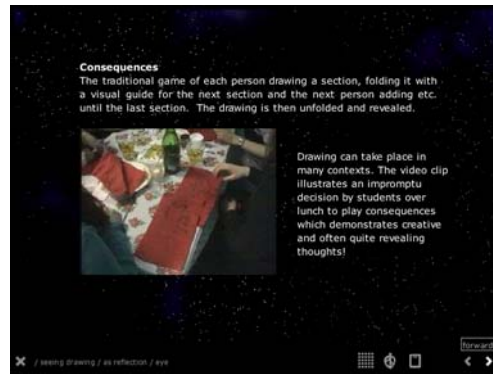 Consequences
The traditional game of each person drawing a section, folding it with
a visual guide for the next section and the next person adding etc.
until the last section. The drawing is then unfolded and revealed.
Drawing can take place in
many contexts. The video clip
illustrates an impromptu
decision by students over
lunch to play consequences
which demonstrates creative
and often quite revealing
thoughts!
forward
/ seeing drawing / as reflection / eye